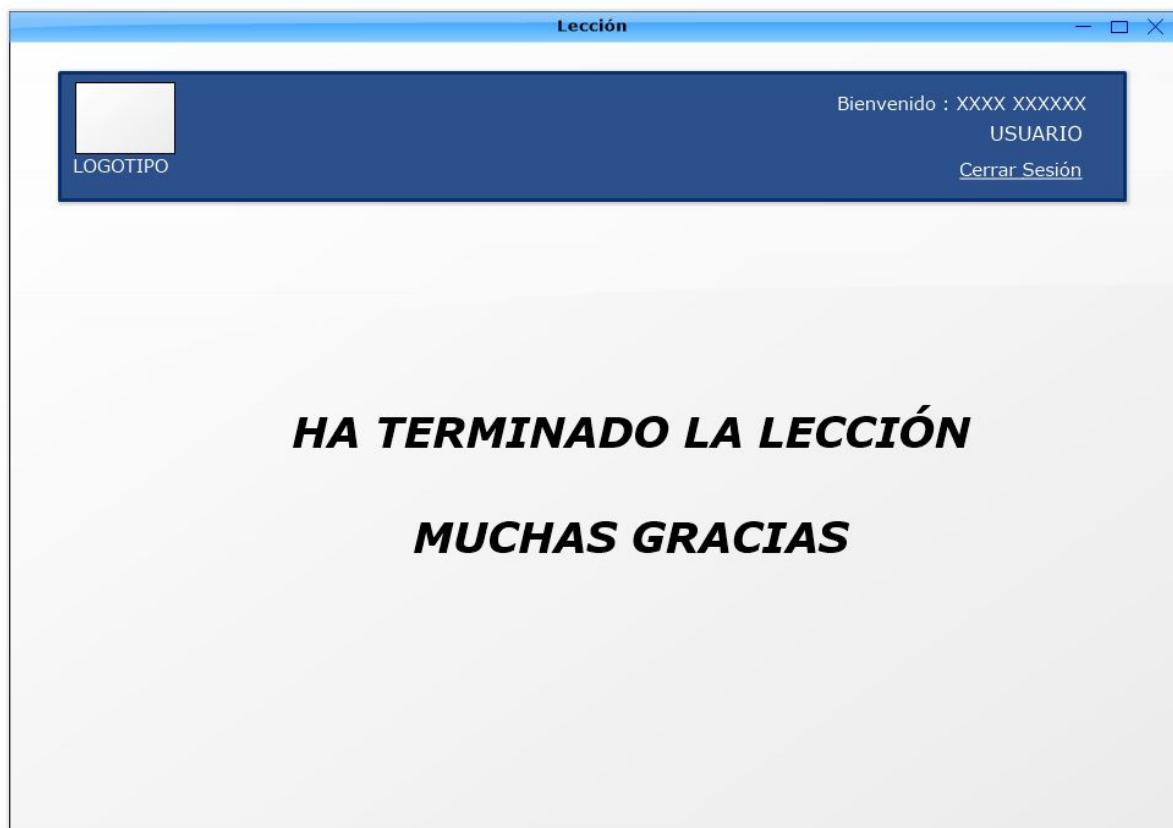 Lección
Bienvenido : XXXX XXXXXX
USUARIO
LOGOTIPO
Cerrar Sesión
HA TERMINADO LA LECCIÓN
MUCHAS GRACIAS